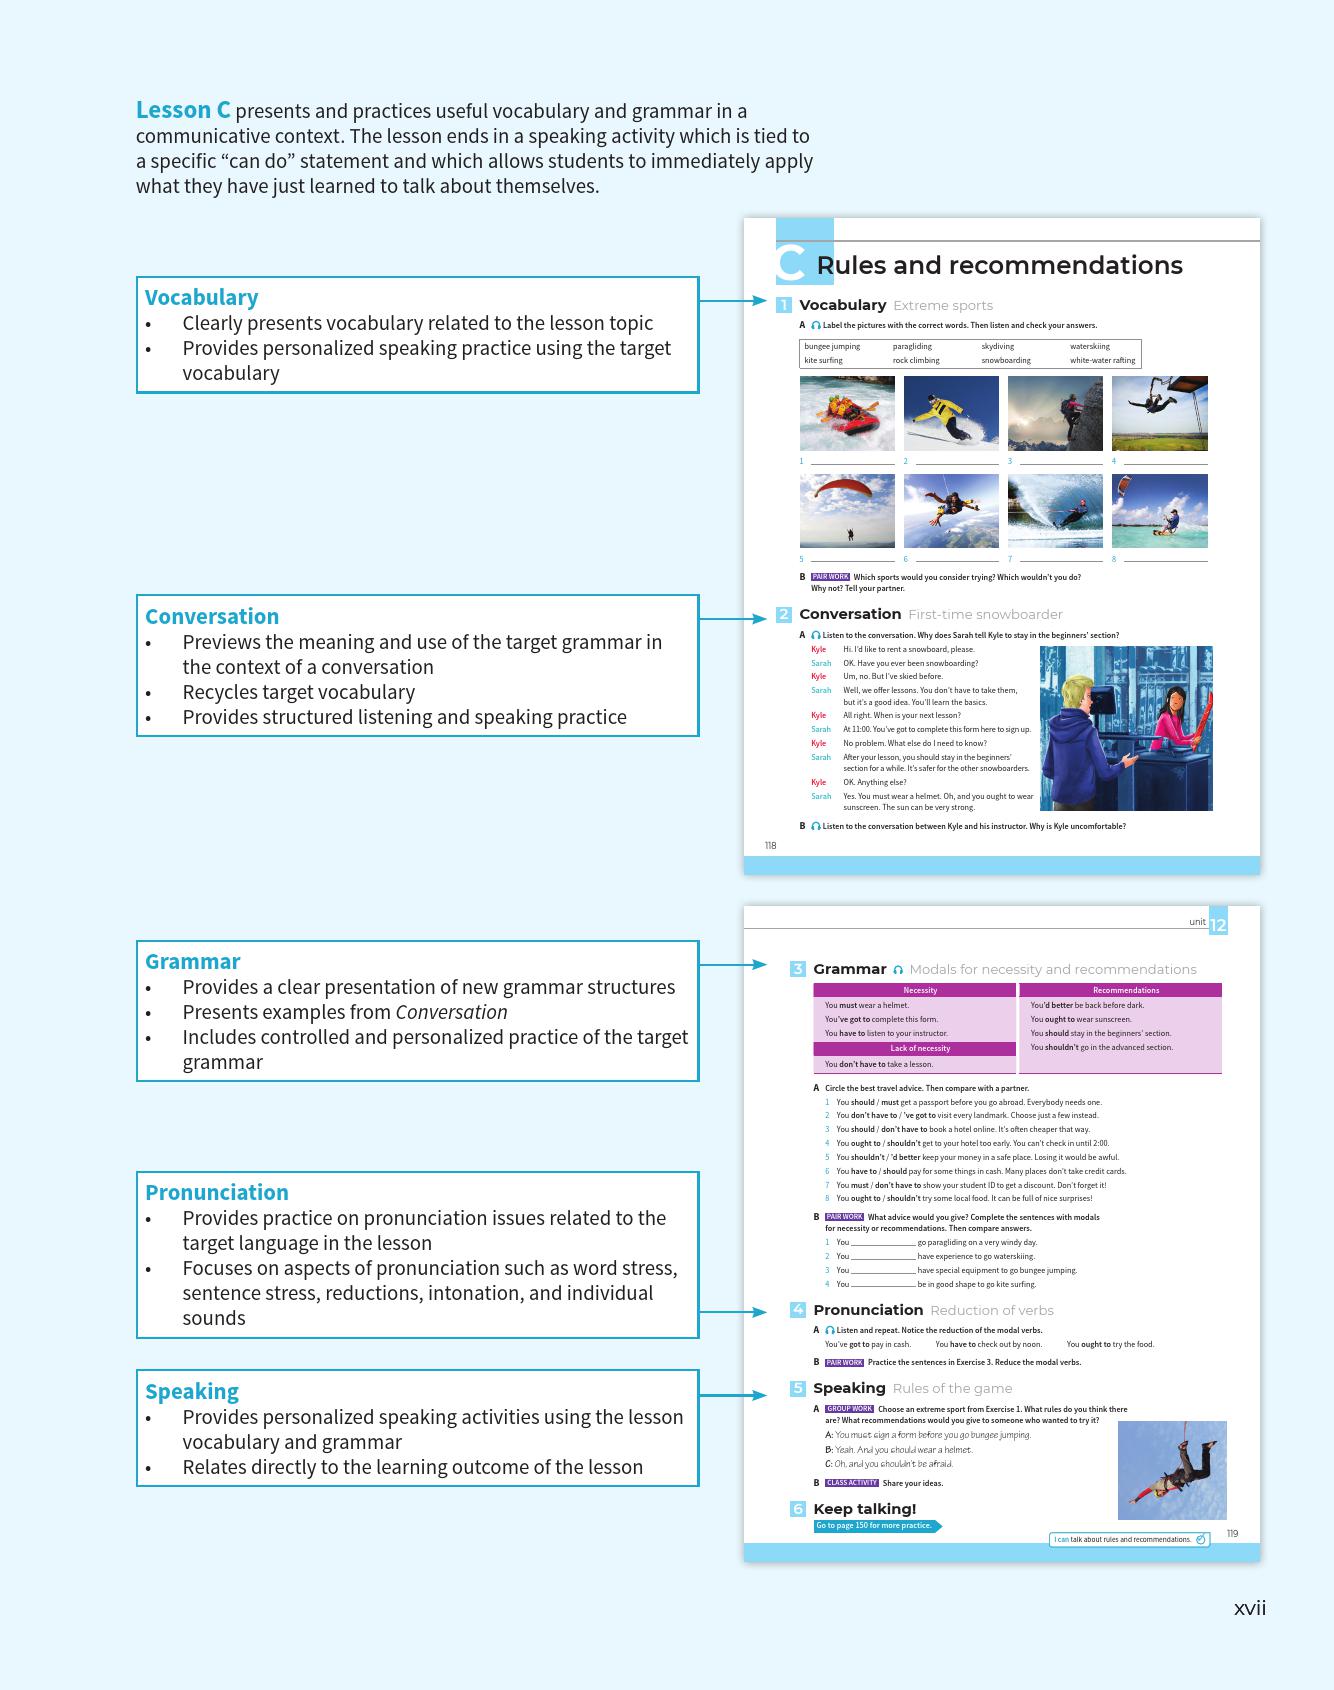 Lesson C presents and practices useful vocabulary and grammar in a
communicative context. The lesson ends in a speaking activity which is tied to
a specific “can do” statement and which allows students to immediately apply
what they have just learned to talk about themselves.
Vocabulary
• Clearly presents vocabulary related to the lesson topic
• Provides personalized speaking practice using the target
vocabulary
Conversation
• Previews the meaning and use of the target grammar in
the context of a conversation
• Recycles target vocabulary
• Provides structured listening and speaking practice
Grammar
• Provides a clear presentation of new grammar structures
• Presents examples from Conversation
• Includes controlled and personalized practice of the target
grammar
Pronunciation
• Provides practice on pronunciation issues related to the
target language in the lesson
• Focuses on aspects of pronunciation such as word stress,
sentence stress, reductions, intonation, and individual
sounds
Speaking
• Provides personalized speaking activities using the lesson
vocabulary and grammar
• Relates directly to the learning outcome of the lesson
C Rules and recommendations
1 Vocabulary Extreme sports
A Label the pictures with the correct words. Then listen and check your answers.
bungee jumping paragliding skydiving waterskiing
kite surfing rock climbing snowboarding white-water rafting
1 2 3 4
5 6 7 8
B PAIR WORK Which sports would you consider trying? Which wouldn’t you do?
Why not? Tell your partner.
2 Conversation First-time snowboarder
A Listen to the conversation. Why does Sarah tell Kyle to stay in the beginners’ section?
Kyle Hi. I’d like to rent a snowboard, please.
Sarah OK. Have you ever been snowboarding?
Kyle Um, no. But I’ve skied before.
Sarah Well, we offer lessons. You don’t have to take them,
but it’s a good idea. You’ll learn the basics.
Kyle All right. When is your next lesson?
Sarah At 11:00. You’ve got to complete this form here to sign up.
Kyle No problem. What else do I need to know?
Sarah After your lesson, you should stay in the beginners’
section for a while. It’s safer for the other snowboarders.
Kyle OK. Anything else?
Sarah Yes. You must wear a helmet. Oh, and you ought to wear
sunscreen. The sun can be very strong.
B Listen to the conversation between Kyle and his instructor. Why is Kyle uncomfortable?
118
unit 12
3 Grammar Modals for necessity and recommendations
Necessity Recommendations
You must wear a helmet. You’d better be back before dark.
You’ve got to complete this form. You ought to wear sunscreen.
You have to listen to your instructor. You should stay in the beginners’ section.
Lack of necessity You shouldn’t go in the advanced section.
You don’t have to take a lesson.
A Circle the best travel advice. Then compare with a partner.
1 You should / must get a passport before you go abroad. Everybody needs one.
2 You don’t have to / ’ve got to visit every landmark. Choose just a few instead.
3 You should / don’t have to book a hotel online. It’s often cheaper that way.
4 You ought to / shouldn’t get to your hotel too early. You can’t check in until 2:00.
5 You shouldn’t / ’d better keep your money in a safe place. Losing it would be awful.
6 You have to / should pay for some things in cash. Many places don’t take credit cards.
7 You must / don’t have to show your student ID to get a discount. Don’t forget it!
8 You ought to / shouldn’t try some local food. It can be full of nice surprises!
B PAIR WORK What advice would you give? Complete the sentences with modals
for necessity or recommendations. Then compare answers.
1 You ______________ go paragliding on a very windy day.
2 You ______________ have experience to go waterskiing.
3 You ______________ have special equipment to go bungee jumping.
4 You ______________ be in good shape to go kite surfing.
4 Pronunciation Reduction of verbs
A Listen and repeat. Notice the reduction of the modal verbs.
You’ve got to pay in cash. You have to check out by noon. You ought to try the food.
B PAIR WORK Practice the sentences in Exercise 3. Reduce the modal verbs.
5 Speaking Rules of the game
A GROUP WORK Choose an extreme sport from Exercise 1. What rules do you think there
are? What recommendations would you give to someone who wanted to try it?
A: You must sign a form before you go bungee jumping.
B: Yeah. And you should wear a helmet.
C: Oh, and you shouldn’t be afraid.
B CLASS ACTIVITY Share your ideas.
6 Keep talking!
Go to page 150 for more practice.
I can talk about rules and recommendations.
119
xvii